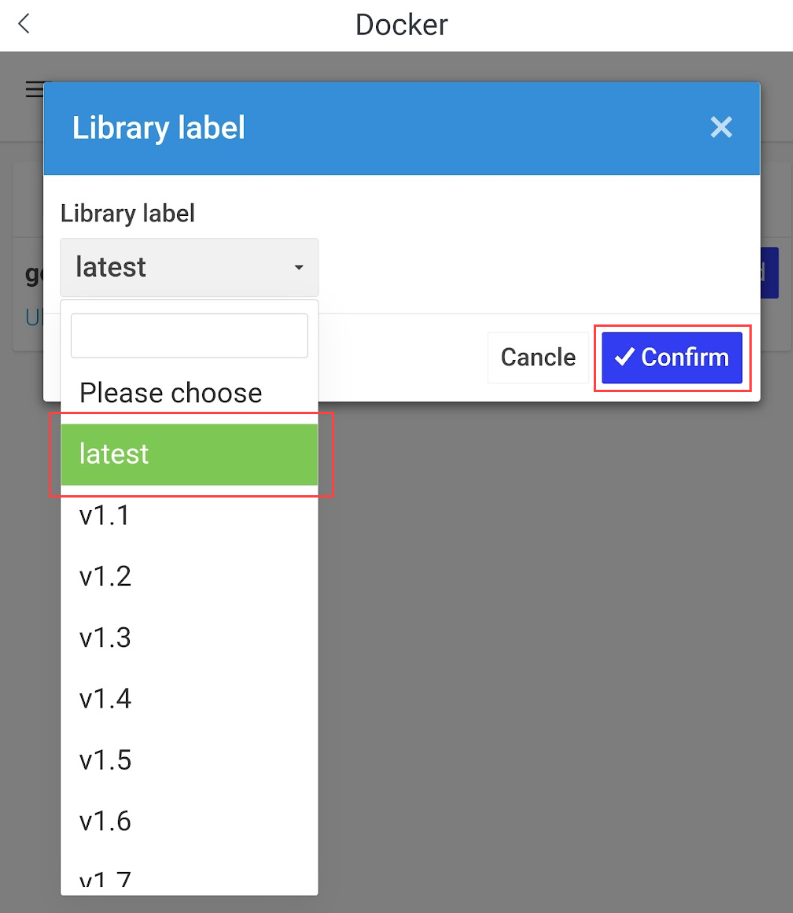 Docker
Library label
Library label
latest
Cancle
Confirm
Please choose
latest
v1.1
v1.2
v1.3
v1.4
v1.5
v1.6
v1.7